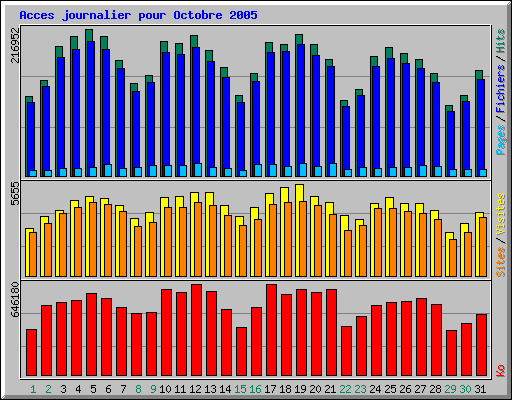 Acces journalier pour Octobre 2005
216952
Pages / Fichiers / Hits
5655
Sites / Visites
646180
Ko
1 2 3 4 5 6 7 8 9 10 11 12 13 14 15 16 17 18 19 20 21 22 23 24 25 26 27 28 29 30 31